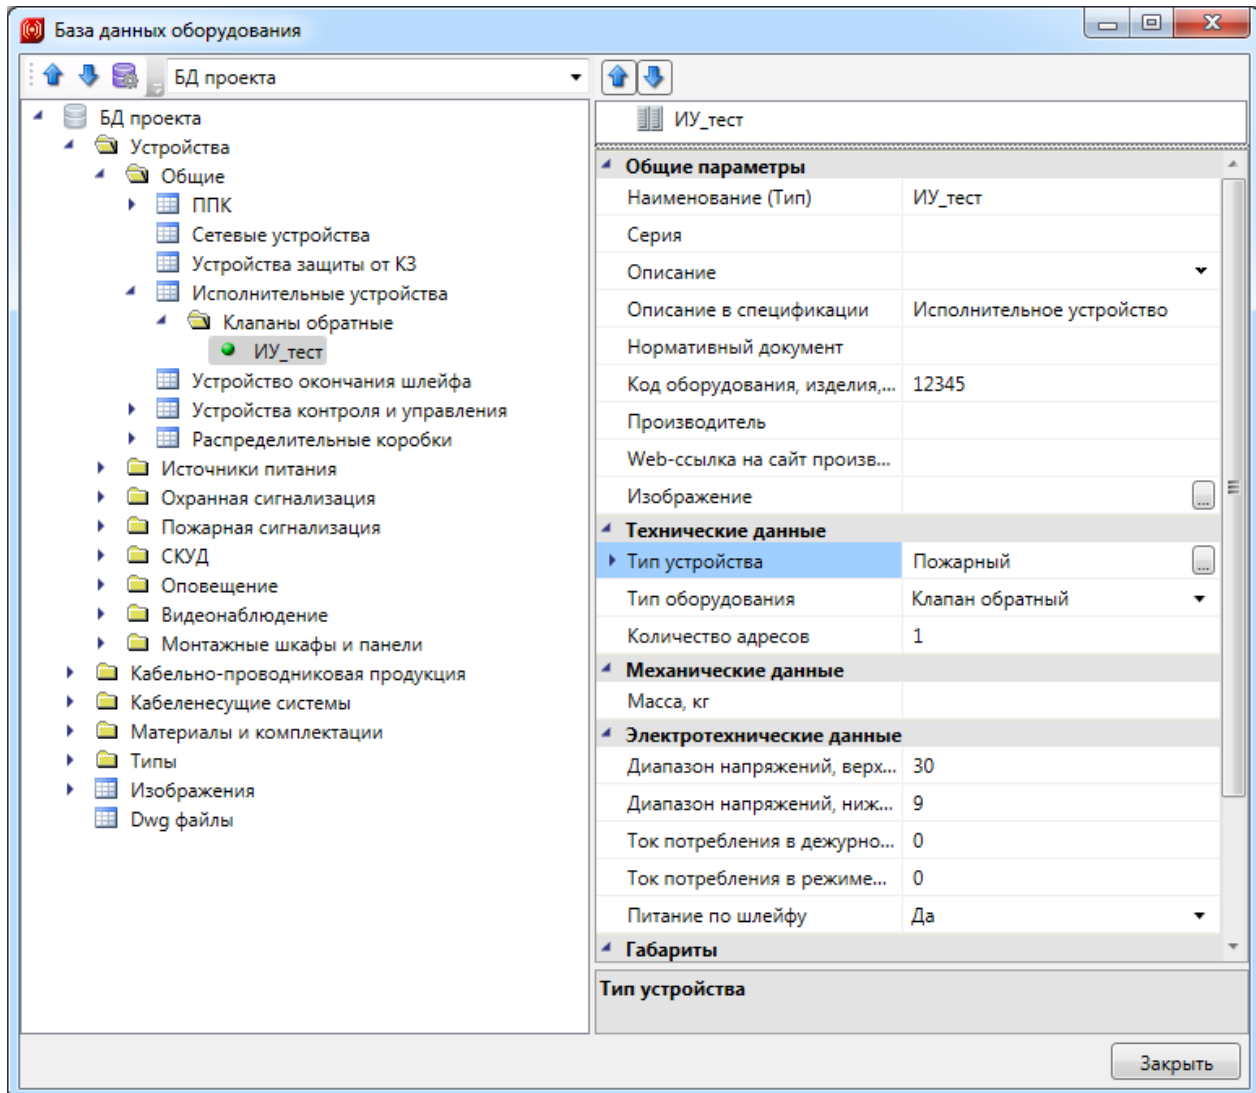 База данных оборудования
БД проекта
БД проекта
Устройства
Общие
ППК
Сетевые устройства
Устройства защиты от КЗ
Исполнительные устройства
Клапаны обратные
ИУ_тест
Устройство окончания шлейфа
Устройства контроля и управления
Распределительные коробки
Источники питания
Охранная сигнализация
Пожарная сигнализация
СКУД
Оповещение
Видеонаблюдение
Монтажные шкафы и панели
Кабельно-проводниковая продукция
Кабеленесущие системы
Материалы и комплектации
Типы
Изображения
Dwg файлы
ИУ_тест
Общие параметры
Наименование (Тип) ИУ_тест
Серия
Описание
Описание в спецификации Исполнительное устройство
Нормативный документ
Код оборудования, изделия,... 12345
Производитель
Web-ссылка на сайт произв...
Изображение ...
Технические данные
Тип устройства Пожарный ...
Тип оборудования Клапан обратный
Количество адресов 1
Механические данные
Масса, кг
Электротехнические данные
Диапазон напряжений, верх... 30
Диапазон напряжений, ниж... 9
Ток потребления в дежурно... 0
Ток потребления в режиме... 0
Питание по шлейфу Да
Габариты
Тип устройства
Закрыть